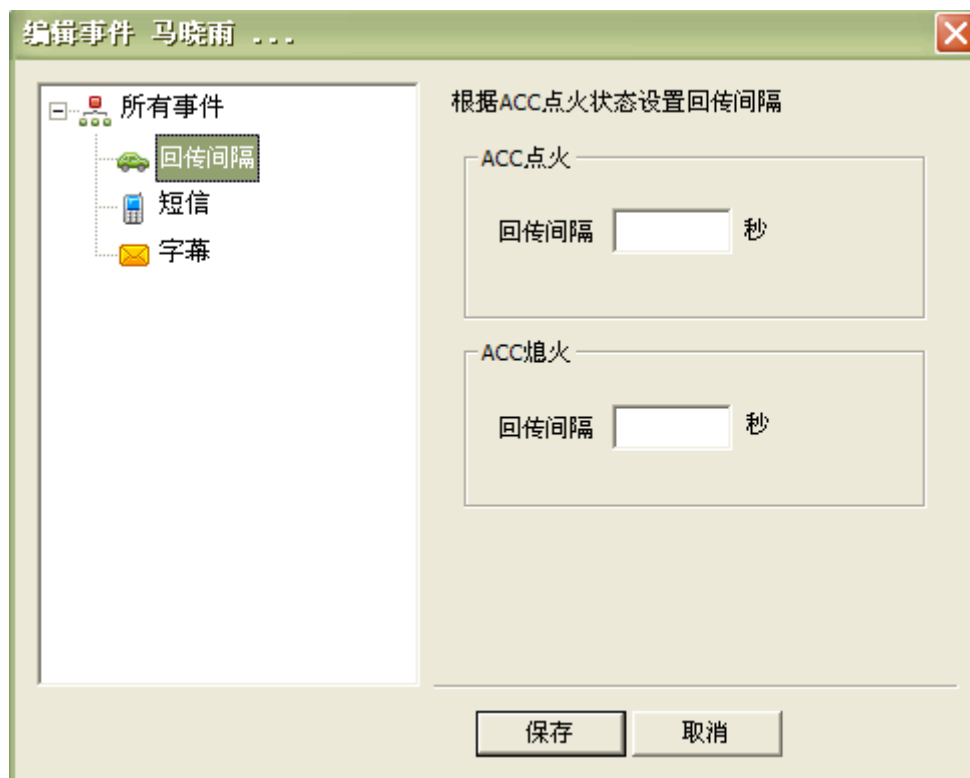 编辑事件 马晓雨 ...
所有事件
回传间隔
短信
字幕
根据ACC点火状态设置回传间隔
ACC点火
回传间隔 秒
ACC熄火
回传间隔 秒
保存 取消